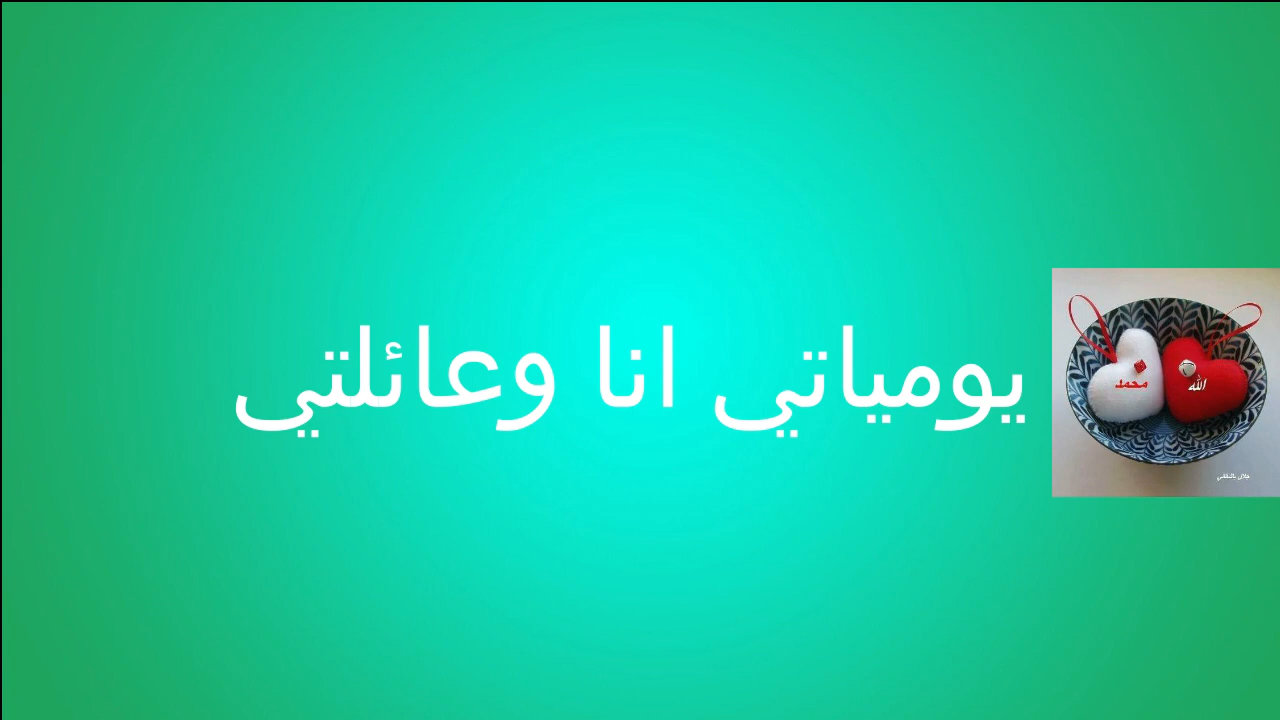 يومياتي انا وعائلتي
محمد
الله